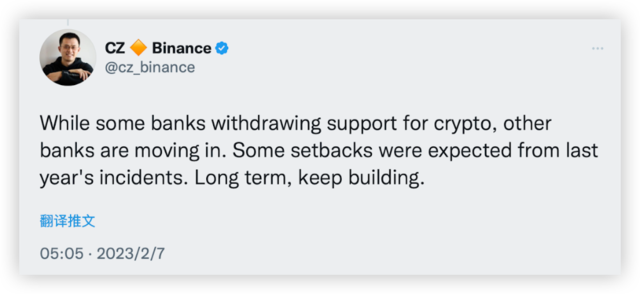 CZ 🔶 Binance
@cz_binance
While some banks withdrawing support for crypto, other
banks are moving in. Some setbacks were expected from last
year's incidents. Long term, keep building.
翻译推文
05:05 · 2023/2/7